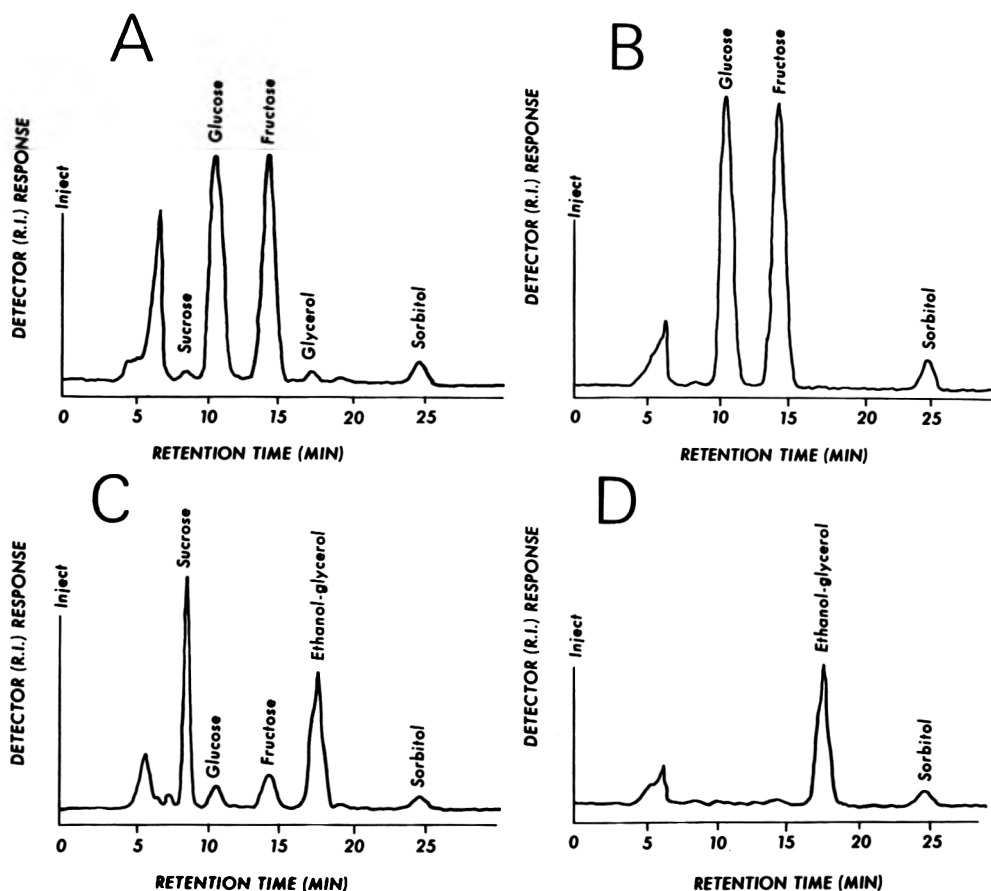 A
DETECTOR (R.I.) RESPONSE
Inject
Sucrose
Glucose
Fructose
Glycerol
Sorbitol
0 5 10 15 20 25
RETENTION TIME (MIN)
B
DETECTOR (R.I.) RESPONSE
Inject
Glucose
Fructose
Sorbitol
0 5 10 15 20 25
RETENTION TIME (MIN)
C
DETECTOR (R.I.) RESPONSE
Inject
Sucrose
Glucose
Fructose
Ethanol-glycerol
Sorbitol
0 5 10 15 20 25
RETENTION TIME (MIN)
D
DETECTOR (R.I.) RESPONSE
Inject
Ethanol-glycerol
Sorbitol
0 5 10 15 20 25
RETENTION TIME (MIN)